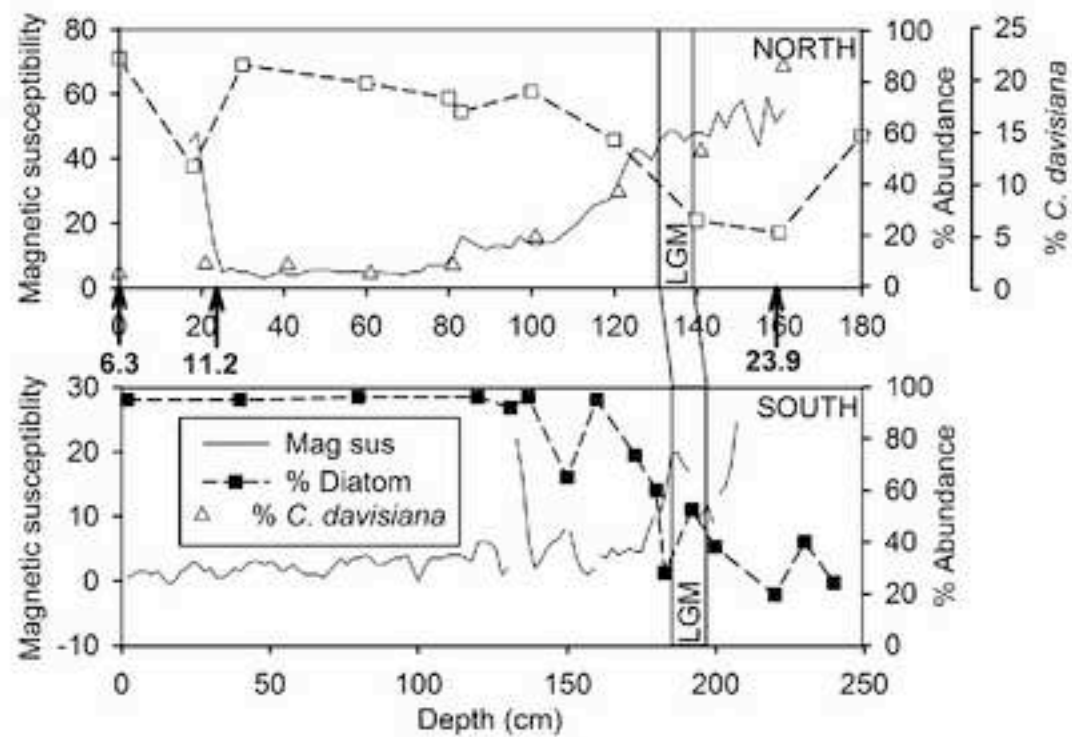 80
60
40
20
0
Magnetic susceptibility
NORTH
LGM
100
80
60
40
20
0
% Abundance
25
20
15
10
5
0
% C. davisiana
0 20 40 60 80 100 120 140 160 180
6.3 11.2 23.9
30
20
10
0
-10
Magnetic susceptiblity
SOUTH
Mag sus
% Diatom
% C. davisiana
LGM
100
80
60
40
20
0
% Abundance
0 50 100 150 200 250
Depth (cm)